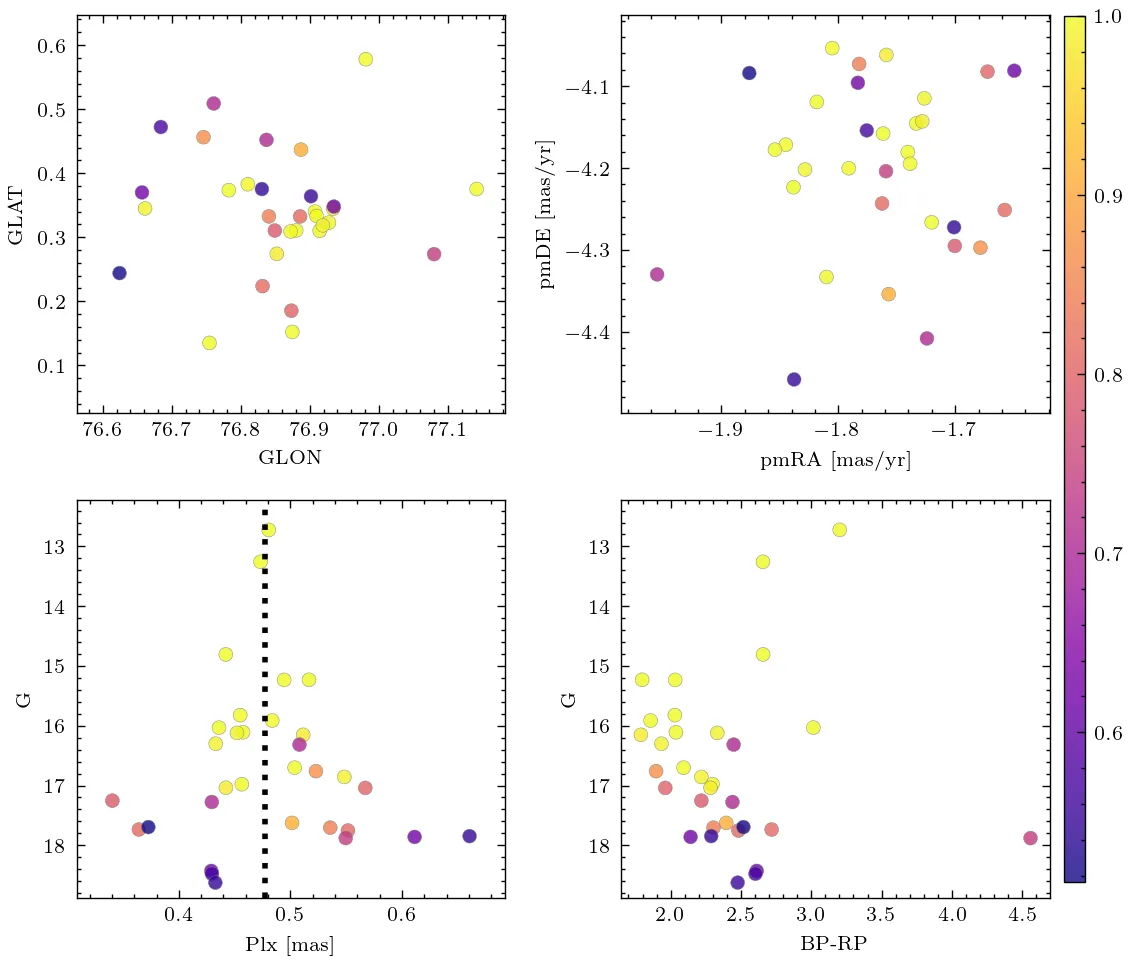 0.6
0.5
0.4
0.3
0.2
0.1
GLAT
76.6 76.7 76.8 76.9 77.0 77.1
GLON
−4.1
−4.2
−4.3
−4.4
pmDE [mas/yr]
−1.9 −1.8 −1.7
pmRA [mas/yr]
1.0
0.9
0.8
0.7
0.6
13
14
15
16
17
18
G
0.4 0.5 0.6
Plx [mas]
13
14
15
16
17
18
G
2.0 2.5 3.0 3.5 4.0 4.5
BP-RP